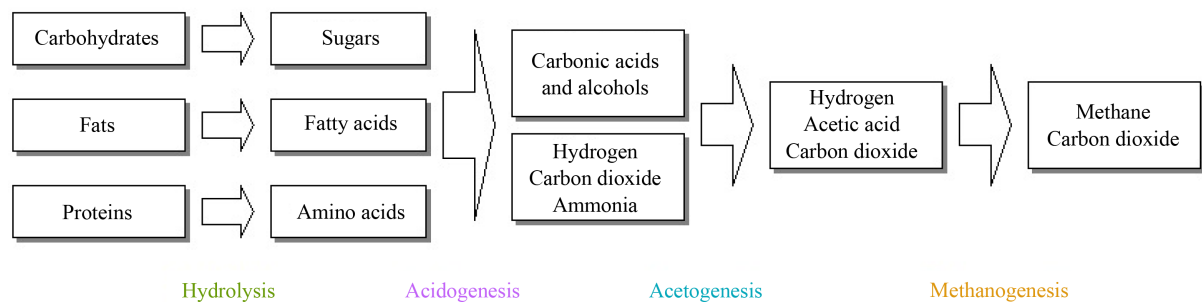 Carbohydrates
Sugars
Fats
Fatty acids
Proteins
Amino acids
Carbonic acids
and alcohols
Hydrogen
Carbon dioxide
Ammonia
Hydrogen
Acetic acid
Carbon dioxide
Methane
Carbon dioxide
Hydrolysis
Acidogenesis
Acetogenesis
Methanogenesis